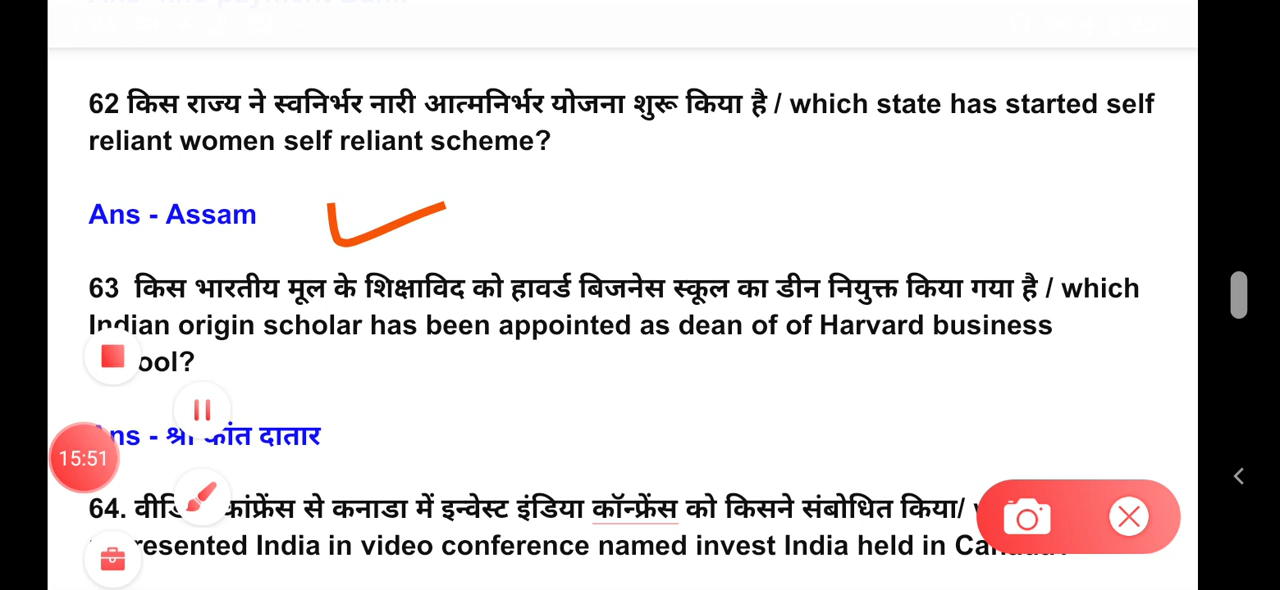 62 किस राज्य ने स्वनिर्भर नारी आत्मनिर्भर योजना शुरू किया है / which state has started self
reliant women self reliant scheme?
Ans - Assam
63 किस भारतीय मूल के शिक्षाविद को हावर्ड बिजनेस स्कूल का डीन नियुक्त किया गया है / which
Indian origin scholar has been appointed as dean of of Harvard business
ool?
ns - श्री कांत दातार
15:51
64. कांफ्रेंस से कनाडा में इन्वेस्ट इंडिया कॉन्फ्रेंस को किसने संबोधित किया/
resented India in video conference named invest India held in